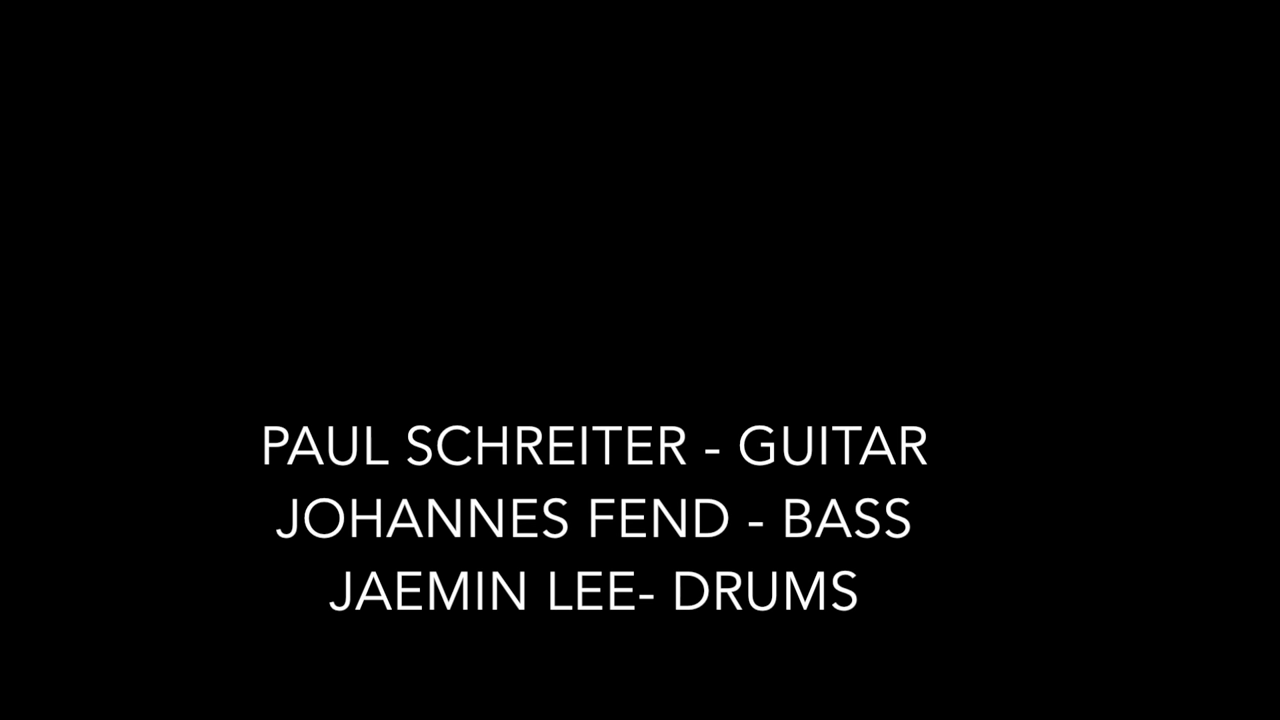 PAUL SCHREITER - GUITAR
JOHANNES FEND - BASS
JAEMIN LEE- DRUMS